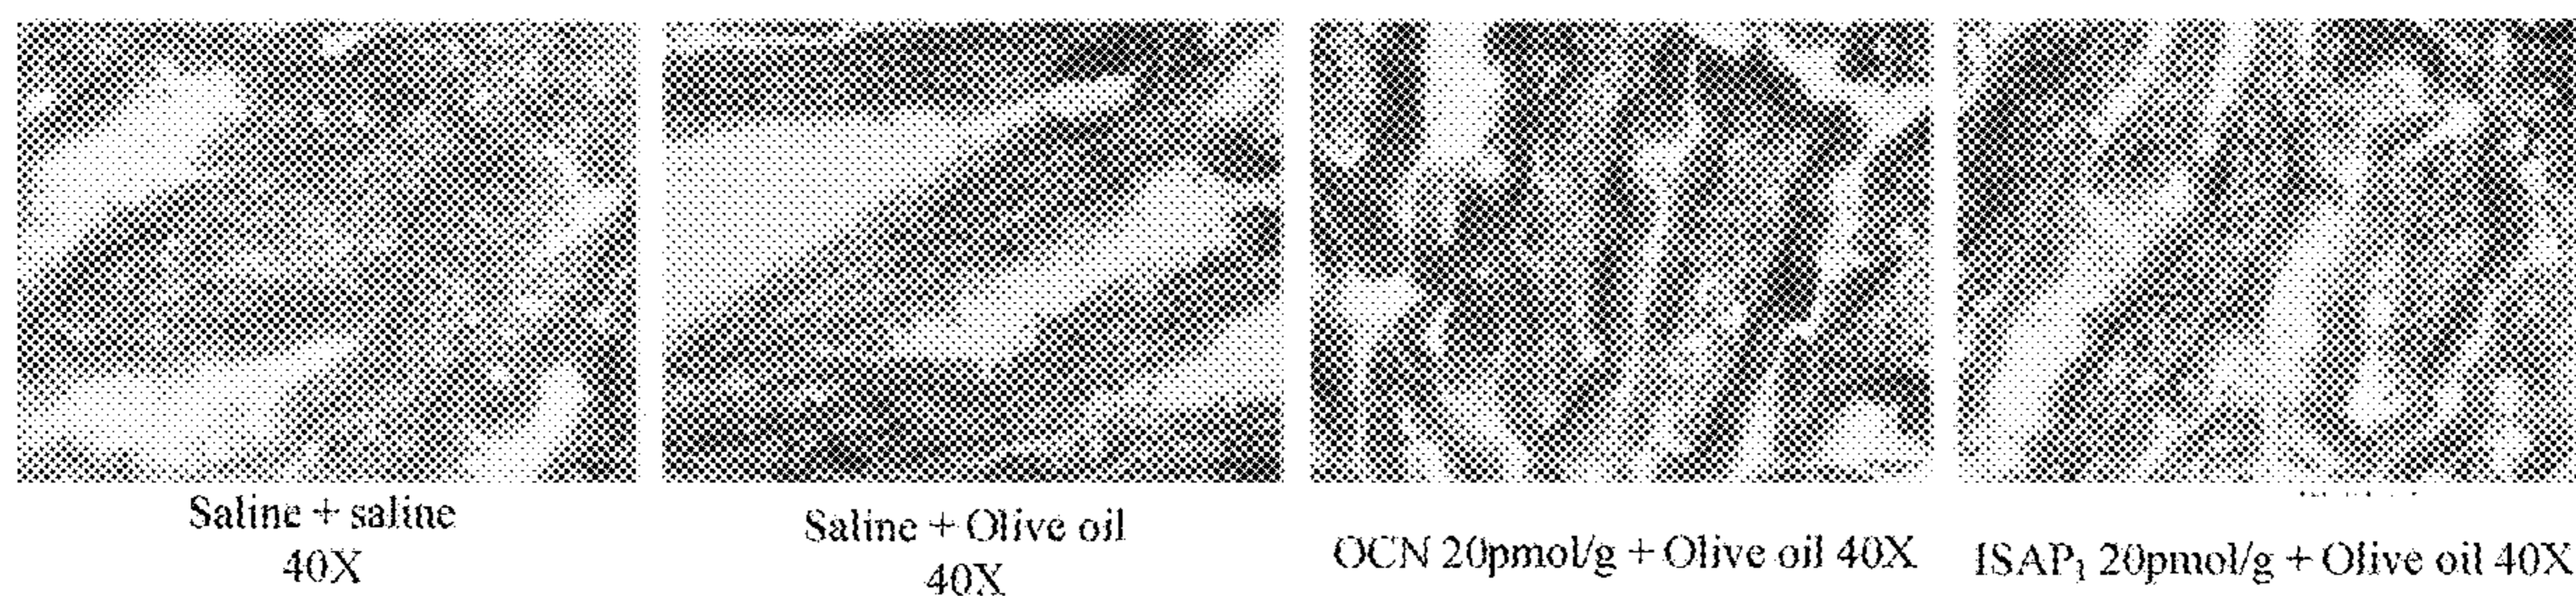 Saline + saline
40X
Saline + Olive oil
40X
OCN 20pmol/g + Olive oil 40X
ISAP₁ 20pmol/g + Olive oil 40X